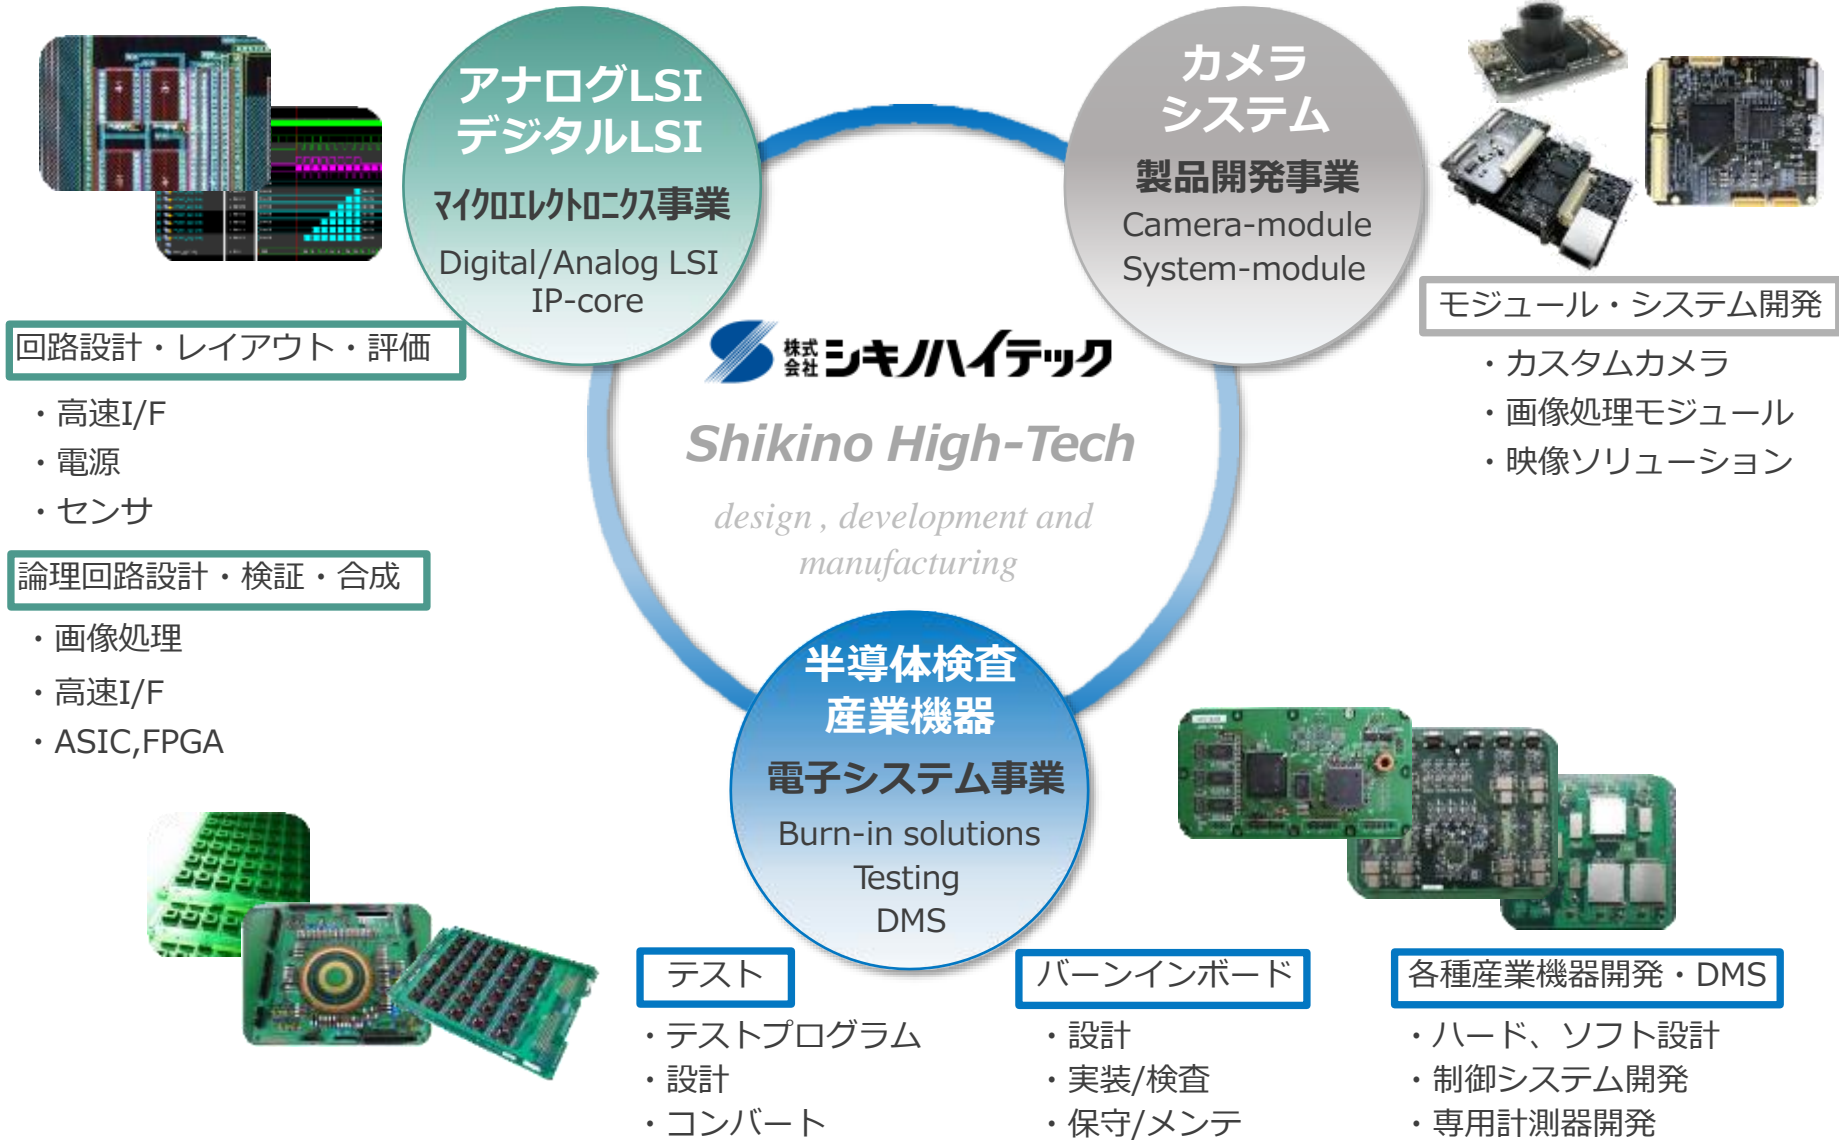 アナログLSI
デジタルLSI
マイクロエレクトロニクス事業
Digital/Analog LSI
IP-core
カメラ
システム
製品開発事業
Camera-module
System-module
回路設計・レイアウト・評価
・高速I/F
・電源
・センサ
論理回路設計・検証・合成
・画像処理
・高速I/F
・ASIC,FPGA
株式会社シキノハイテック
Shikino High-Tech
design , development and
manufacturing
モジュール・システム開発
・カスタムカメラ
・画像処理モジュール
・映像ソリューション
半導体検査
産業機器
電子システム事業
Burn-in solutions
Testing
DMS
テスト
・テストプログラム
・設計
・コンバート
バーンインボード
・設計
・実装/検査
・保守/メンテ
各種産業機器開発・DMS
・ハード、ソフト設計
・制御システム開発
・専用計測器開発